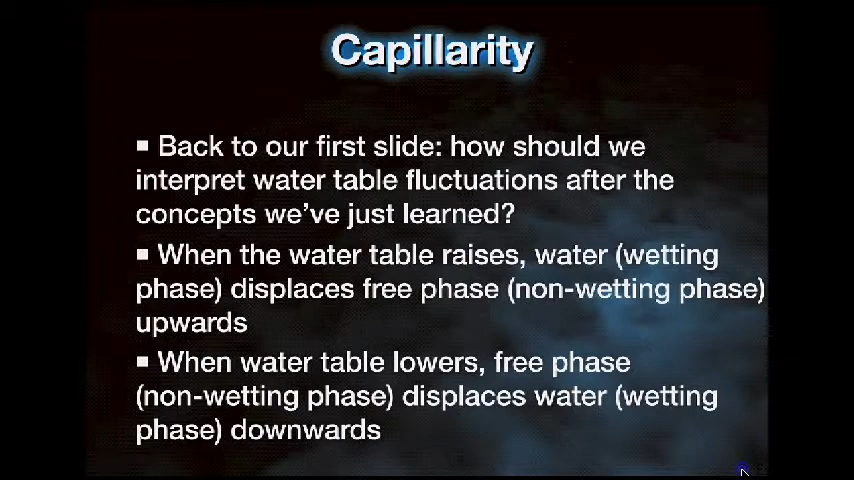 Capillarity
▪ Back to our first slide: how should we
interpret water table fluctuations after the
concepts we've just learned?
▪ When the water table raises, water (wetting
phase) displaces free phase (non-wetting phase)
upwards
▪ When water table lowers, free phase
(non-wetting phase) displaces water (wetting
phase) downwards